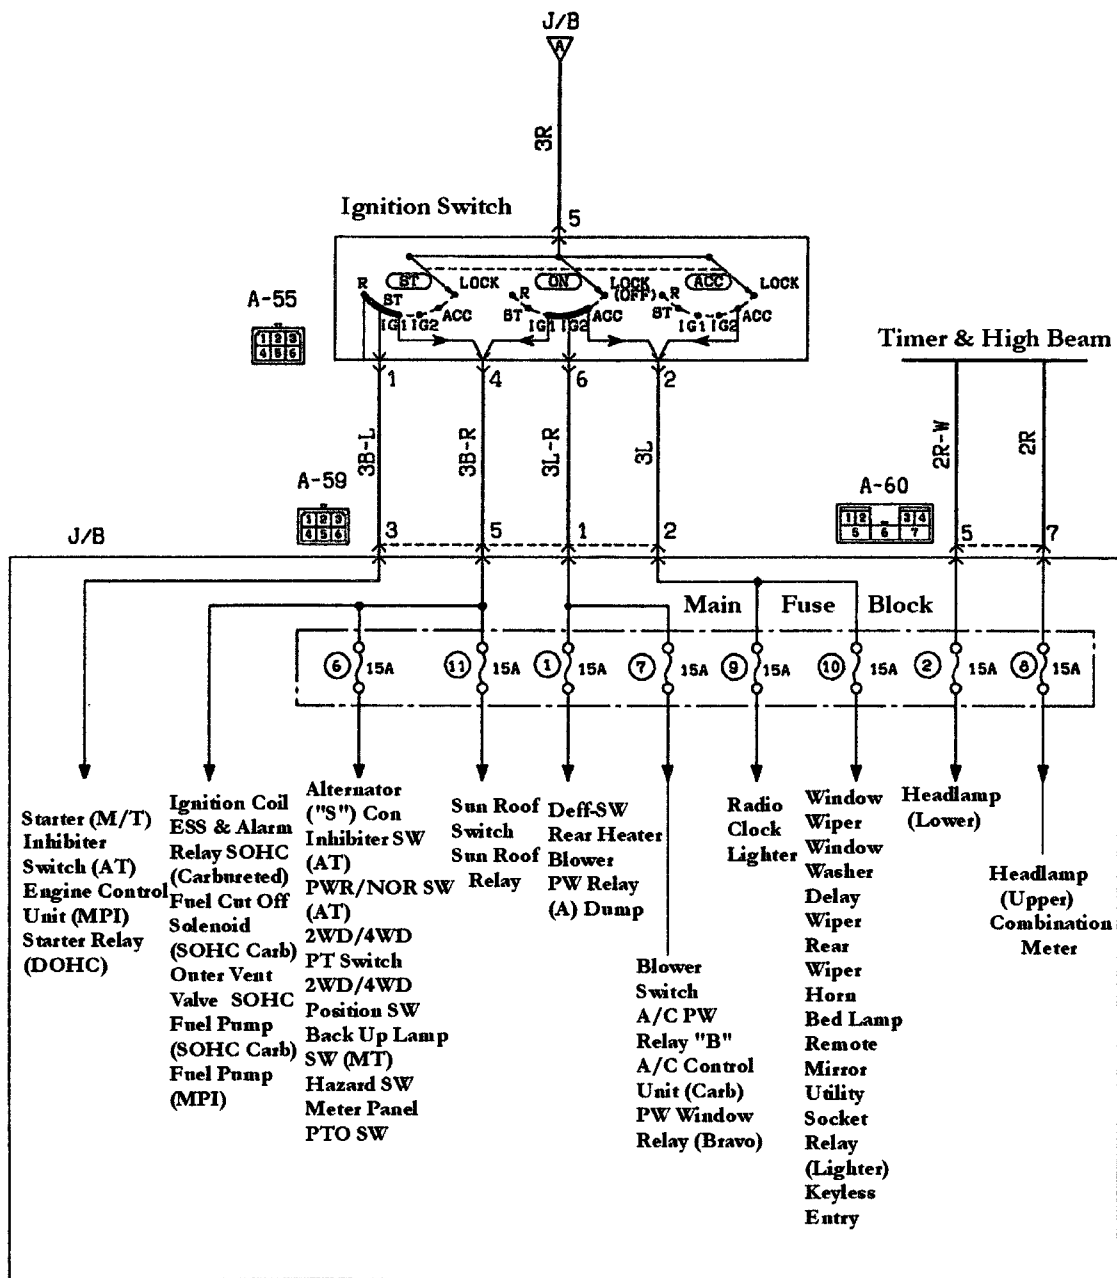 J/B
A
3R
Ignition Switch
5
R
ST
ST
LOCK
IG1
IG2
ACC
ON
R
ST
LOCK
(OFF)
IG1
IG2
ACC
ACC
R
ST
LOCK
IG1
IG2
ACC
A-55
1 2 3
4 5 6
1
4
6
2
Timer & High Beam
3B-L
3B-R
3L-R
3L
2R-W
2R
A-59
1 2 3
4 5 6
A-60
1 2 3 4
5 6 7
J/B
3
5
1
2
5
7
Main Fuse Block
6 15A
11 15A
1 15A
7 15A
9 15A
10 15A
2 15A
8 15A
Starter (M/T)
Inhibiter
Switch (AT)
Engine Control
Unit (MPI)
Starter Relay
(DOHC)
Ignition Coil
ESS & Alarm
Relay SOHC
(Carbureted)
Fuel Cut Off
Solenoid
(SOHC Carb)
Outer Vent
Valve SOHC
Fuel Pump
(SOHC Carb)
Fuel Pump
(MPI)
Alternator
("S") Con
Inhibiter SW
(AT)
PWR/NOR SW
(AT)
2WD/4WD
PT Switch
2WD/4WD
Position SW
Back Up Lamp
SW (MT)
Hazard SW
Meter Panel
PTO SW
Sun Roof
Switch
Sun Roof
Relay
Deff-SW
Rear Heater
Blower
PW Relay
(A) Dump
Blower
Switch
A/C PW
Relay "B"
A/C Control
Unit (Carb)
PW Window
Relay (Bravo)
Radio
Clock
Lighter
Window
Wiper
Window
Washer
Delay
Wiper
Rear
Wiper
Horn
Bed Lamp
Remote
Mirror
Utility
Socket
Relay
(Lighter)
Keyless
Entry
Headlamp
(Lower)
Headlamp
(Upper)
Combination
Meter